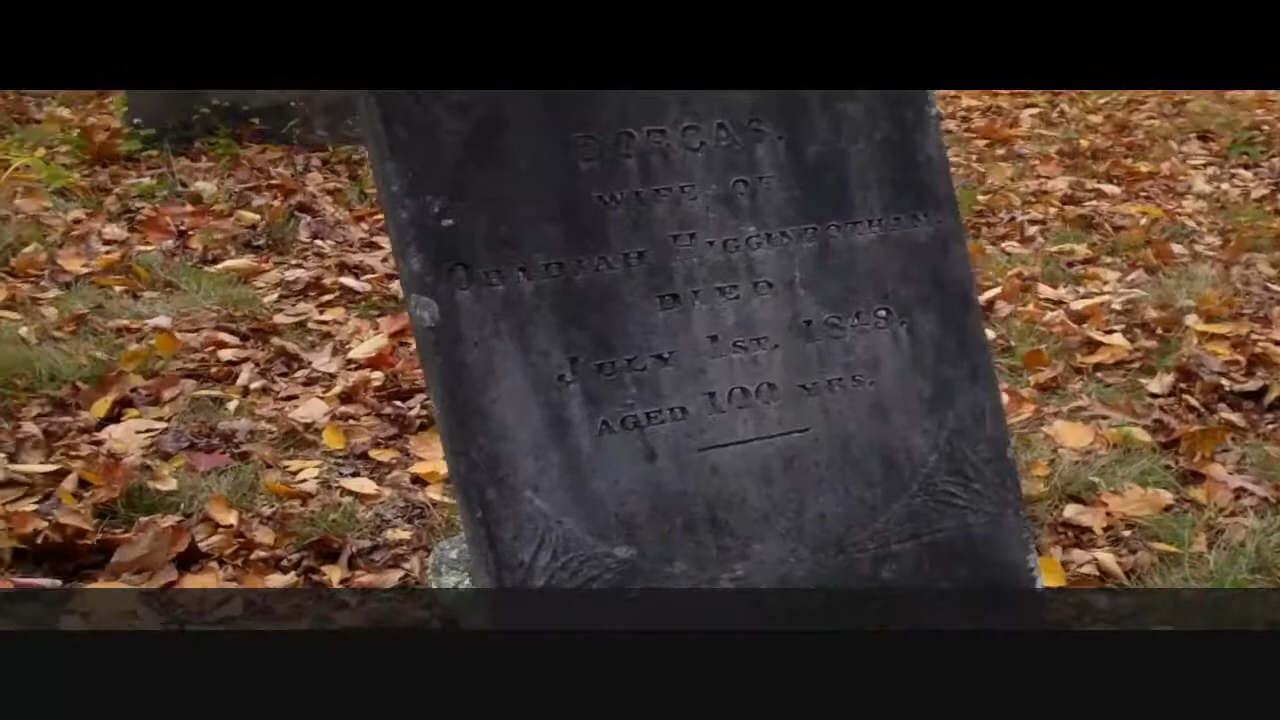 DORCAS.
WIFE OF
OBADIAH HIGGINBOTHAM.
DIED
JULY 1ST. 1849.
AGED 100 YRS.